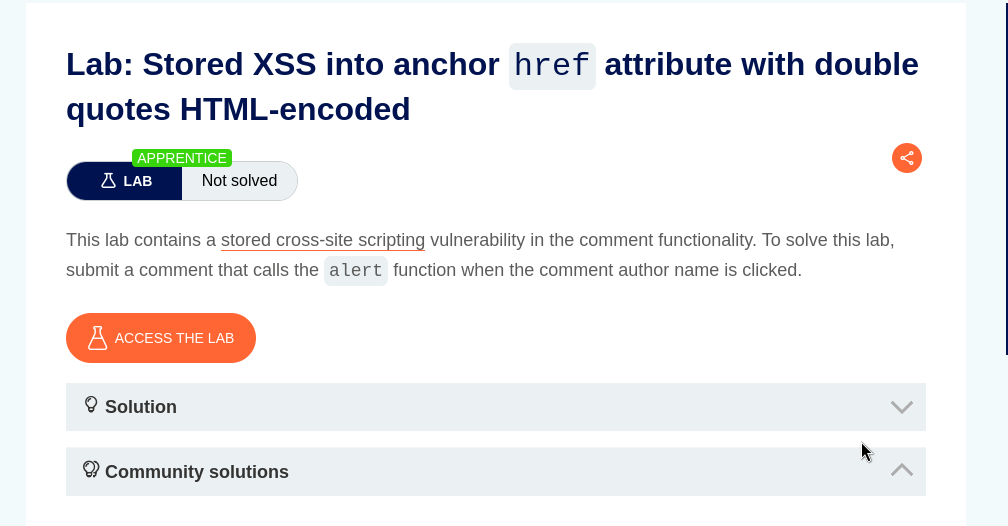 Lab: Stored XSS into anchor href attribute with double
quotes HTML-encoded
APPRENTICE
LAB Not solved
This lab contains a stored cross-site scripting vulnerability in the comment functionality. To solve this lab,
submit a comment that calls the alert function when the comment author name is clicked.
ACCESS THE LAB
Solution
Community solutions